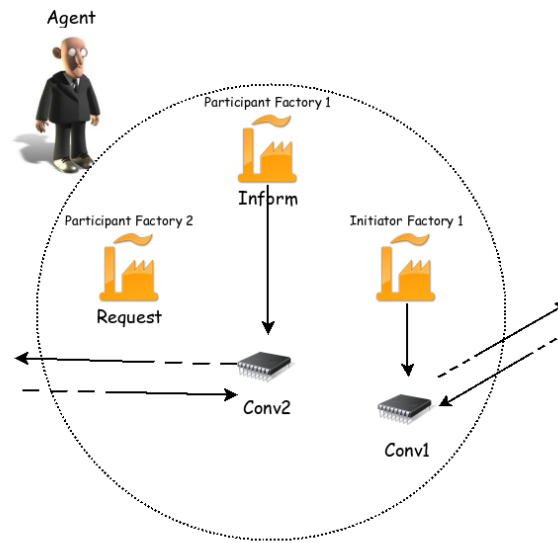 Agent
Participant Factory 1
Inform
Participant Factory 2
Initiator Factory 1
Request
Conv2
Conv1